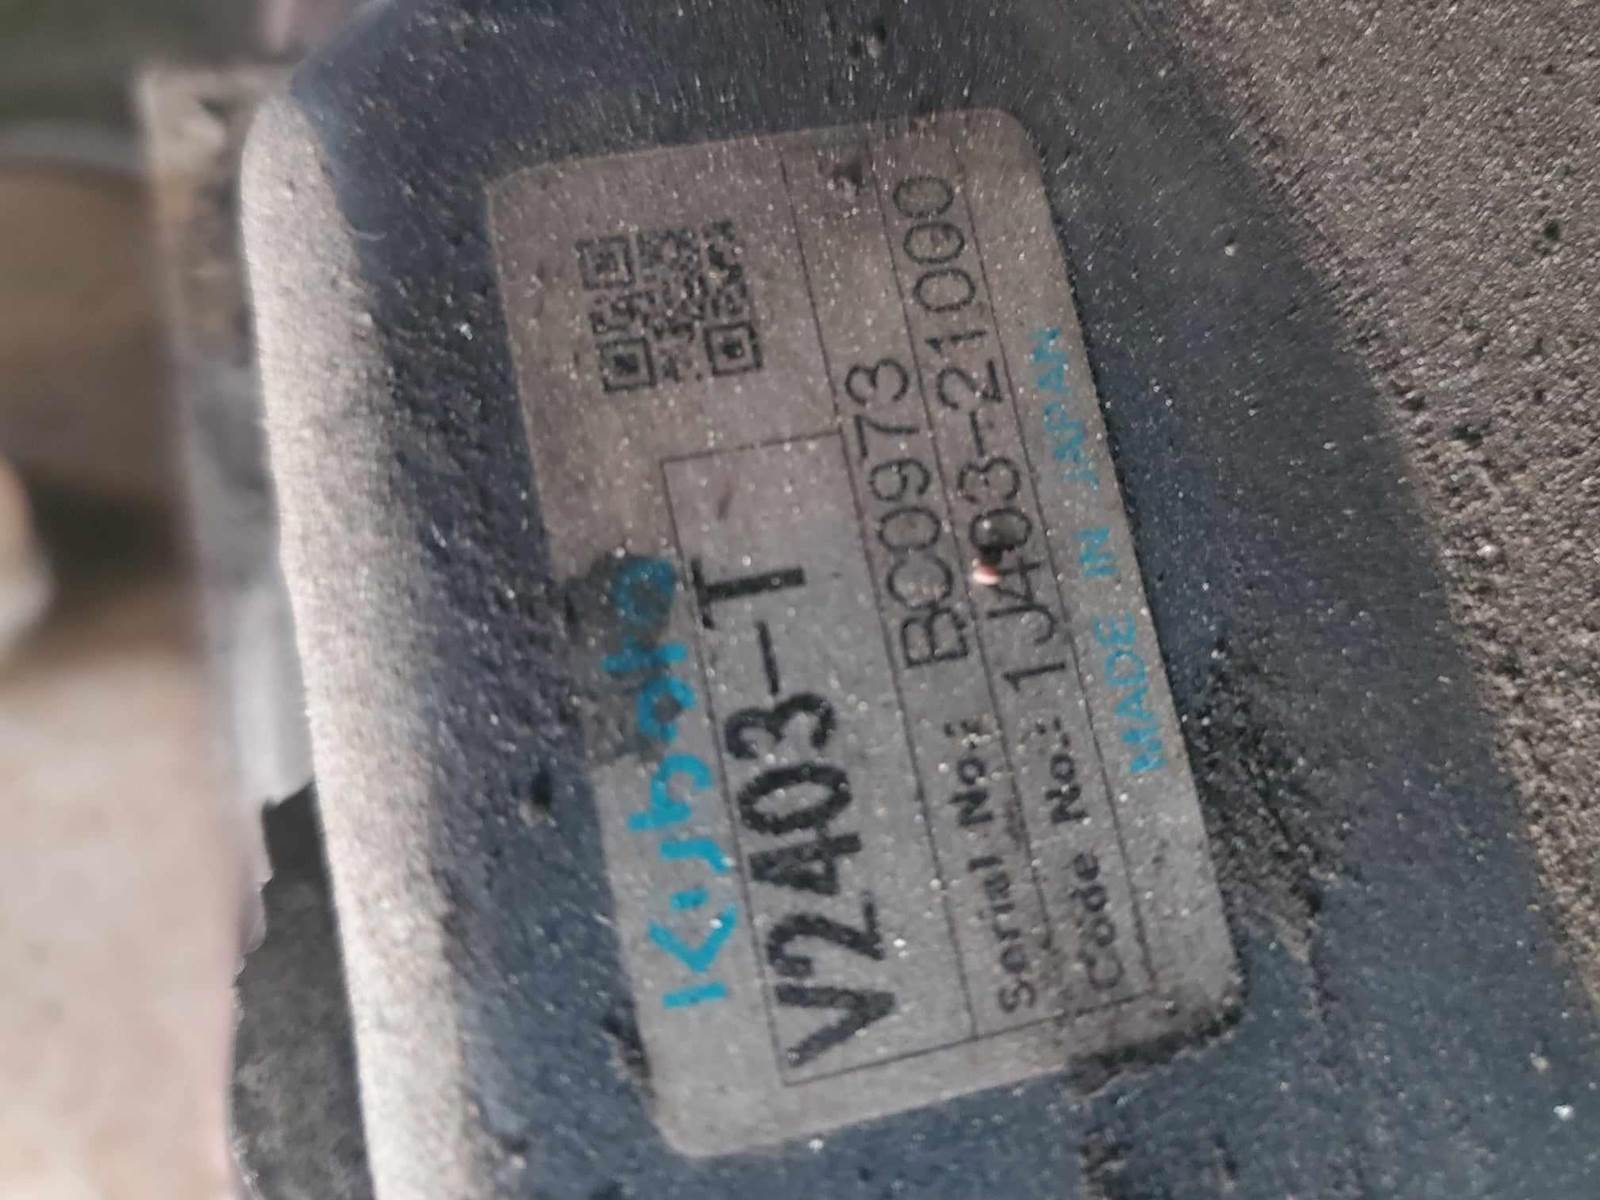 Kubota
V2403-T
Serial No.: BC0973
Code No.: 1J403-21000
MADE IN JAPAN